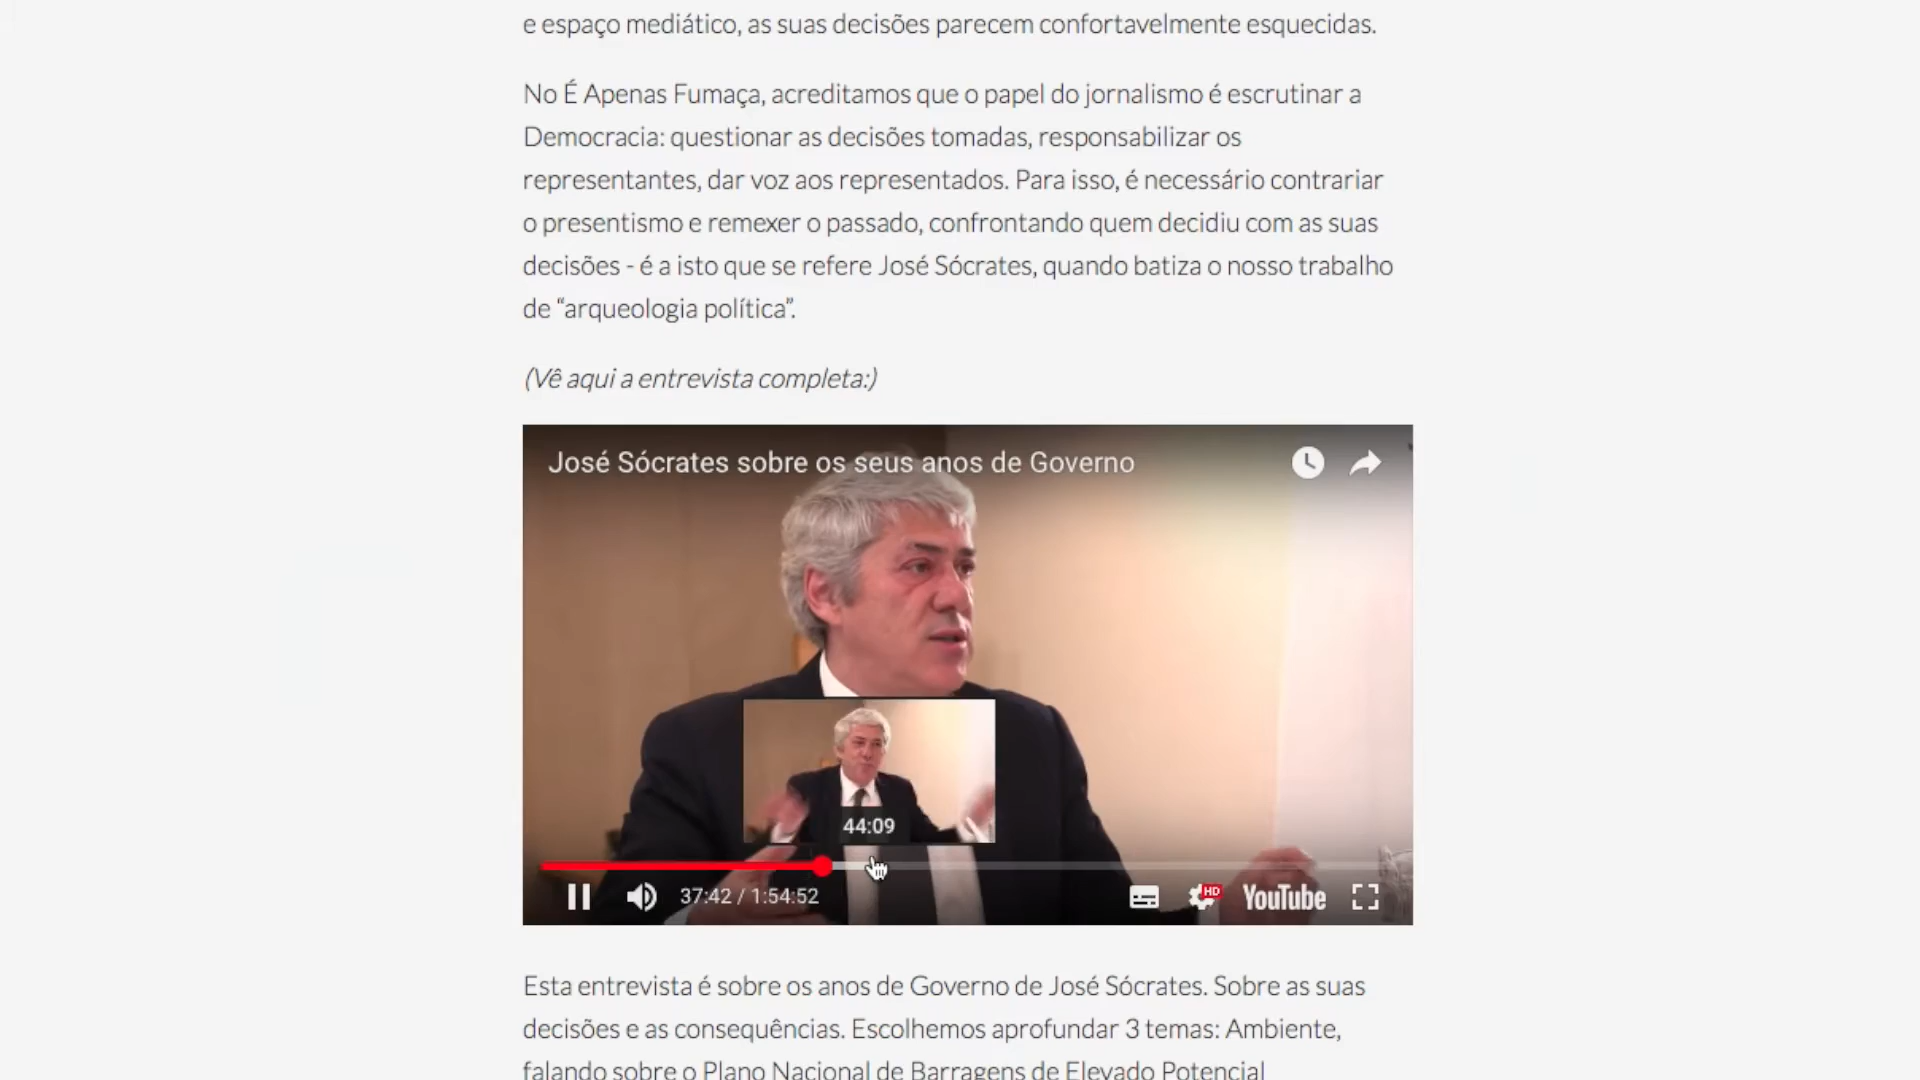 e espaço mediático, as suas decisões parecem confortavelmente esquecidas.
No É Apenas Fumaça, acreditamos que o papel do jornalismo é escrutinar a
Democracia: questionar as decisões tomadas, responsabilizar os
representantes, dar voz aos representados. Para isso, é necessário contrariar
o presentismo e remexer o passado, confrontando quem decidiu com as suas
decisões - é a isto que se refere José Sócrates, quando batiza o nosso trabalho
de “arqueologia política”.
(Vê aqui a entrevista completa:)
José Sócrates sobre os seus anos de Governo
44:09
37:42 / 1:54:52
HD
YouTube
Esta entrevista é sobre os anos de Governo de José Sócrates. Sobre as suas
decisões e as consequências. Escolhemos aprofundar 3 temas: Ambiente,
falando sobre o Plano Nacional de Barragens de Elevado Potencial